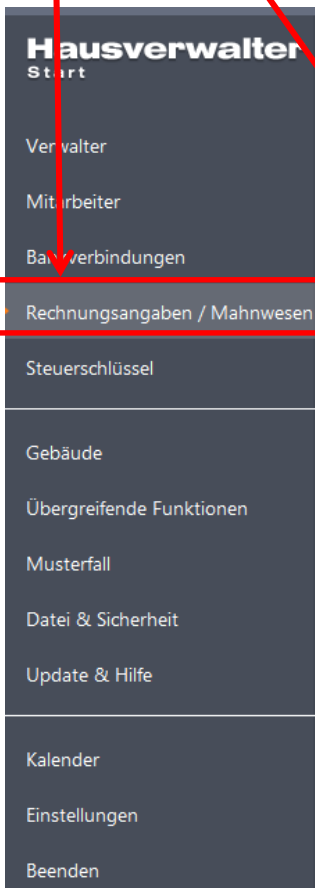 Hausverwalter
Start
Verwalter
Mitarbeiter
Bankverbindungen
Rechnungsangaben / Mahnwesen
Steuerschlüssel
Gebäude
Übergreifende Funktionen
Musterfall
Datei & Sicherheit
Update & Hilfe
Kalender
Einstellungen
Beenden